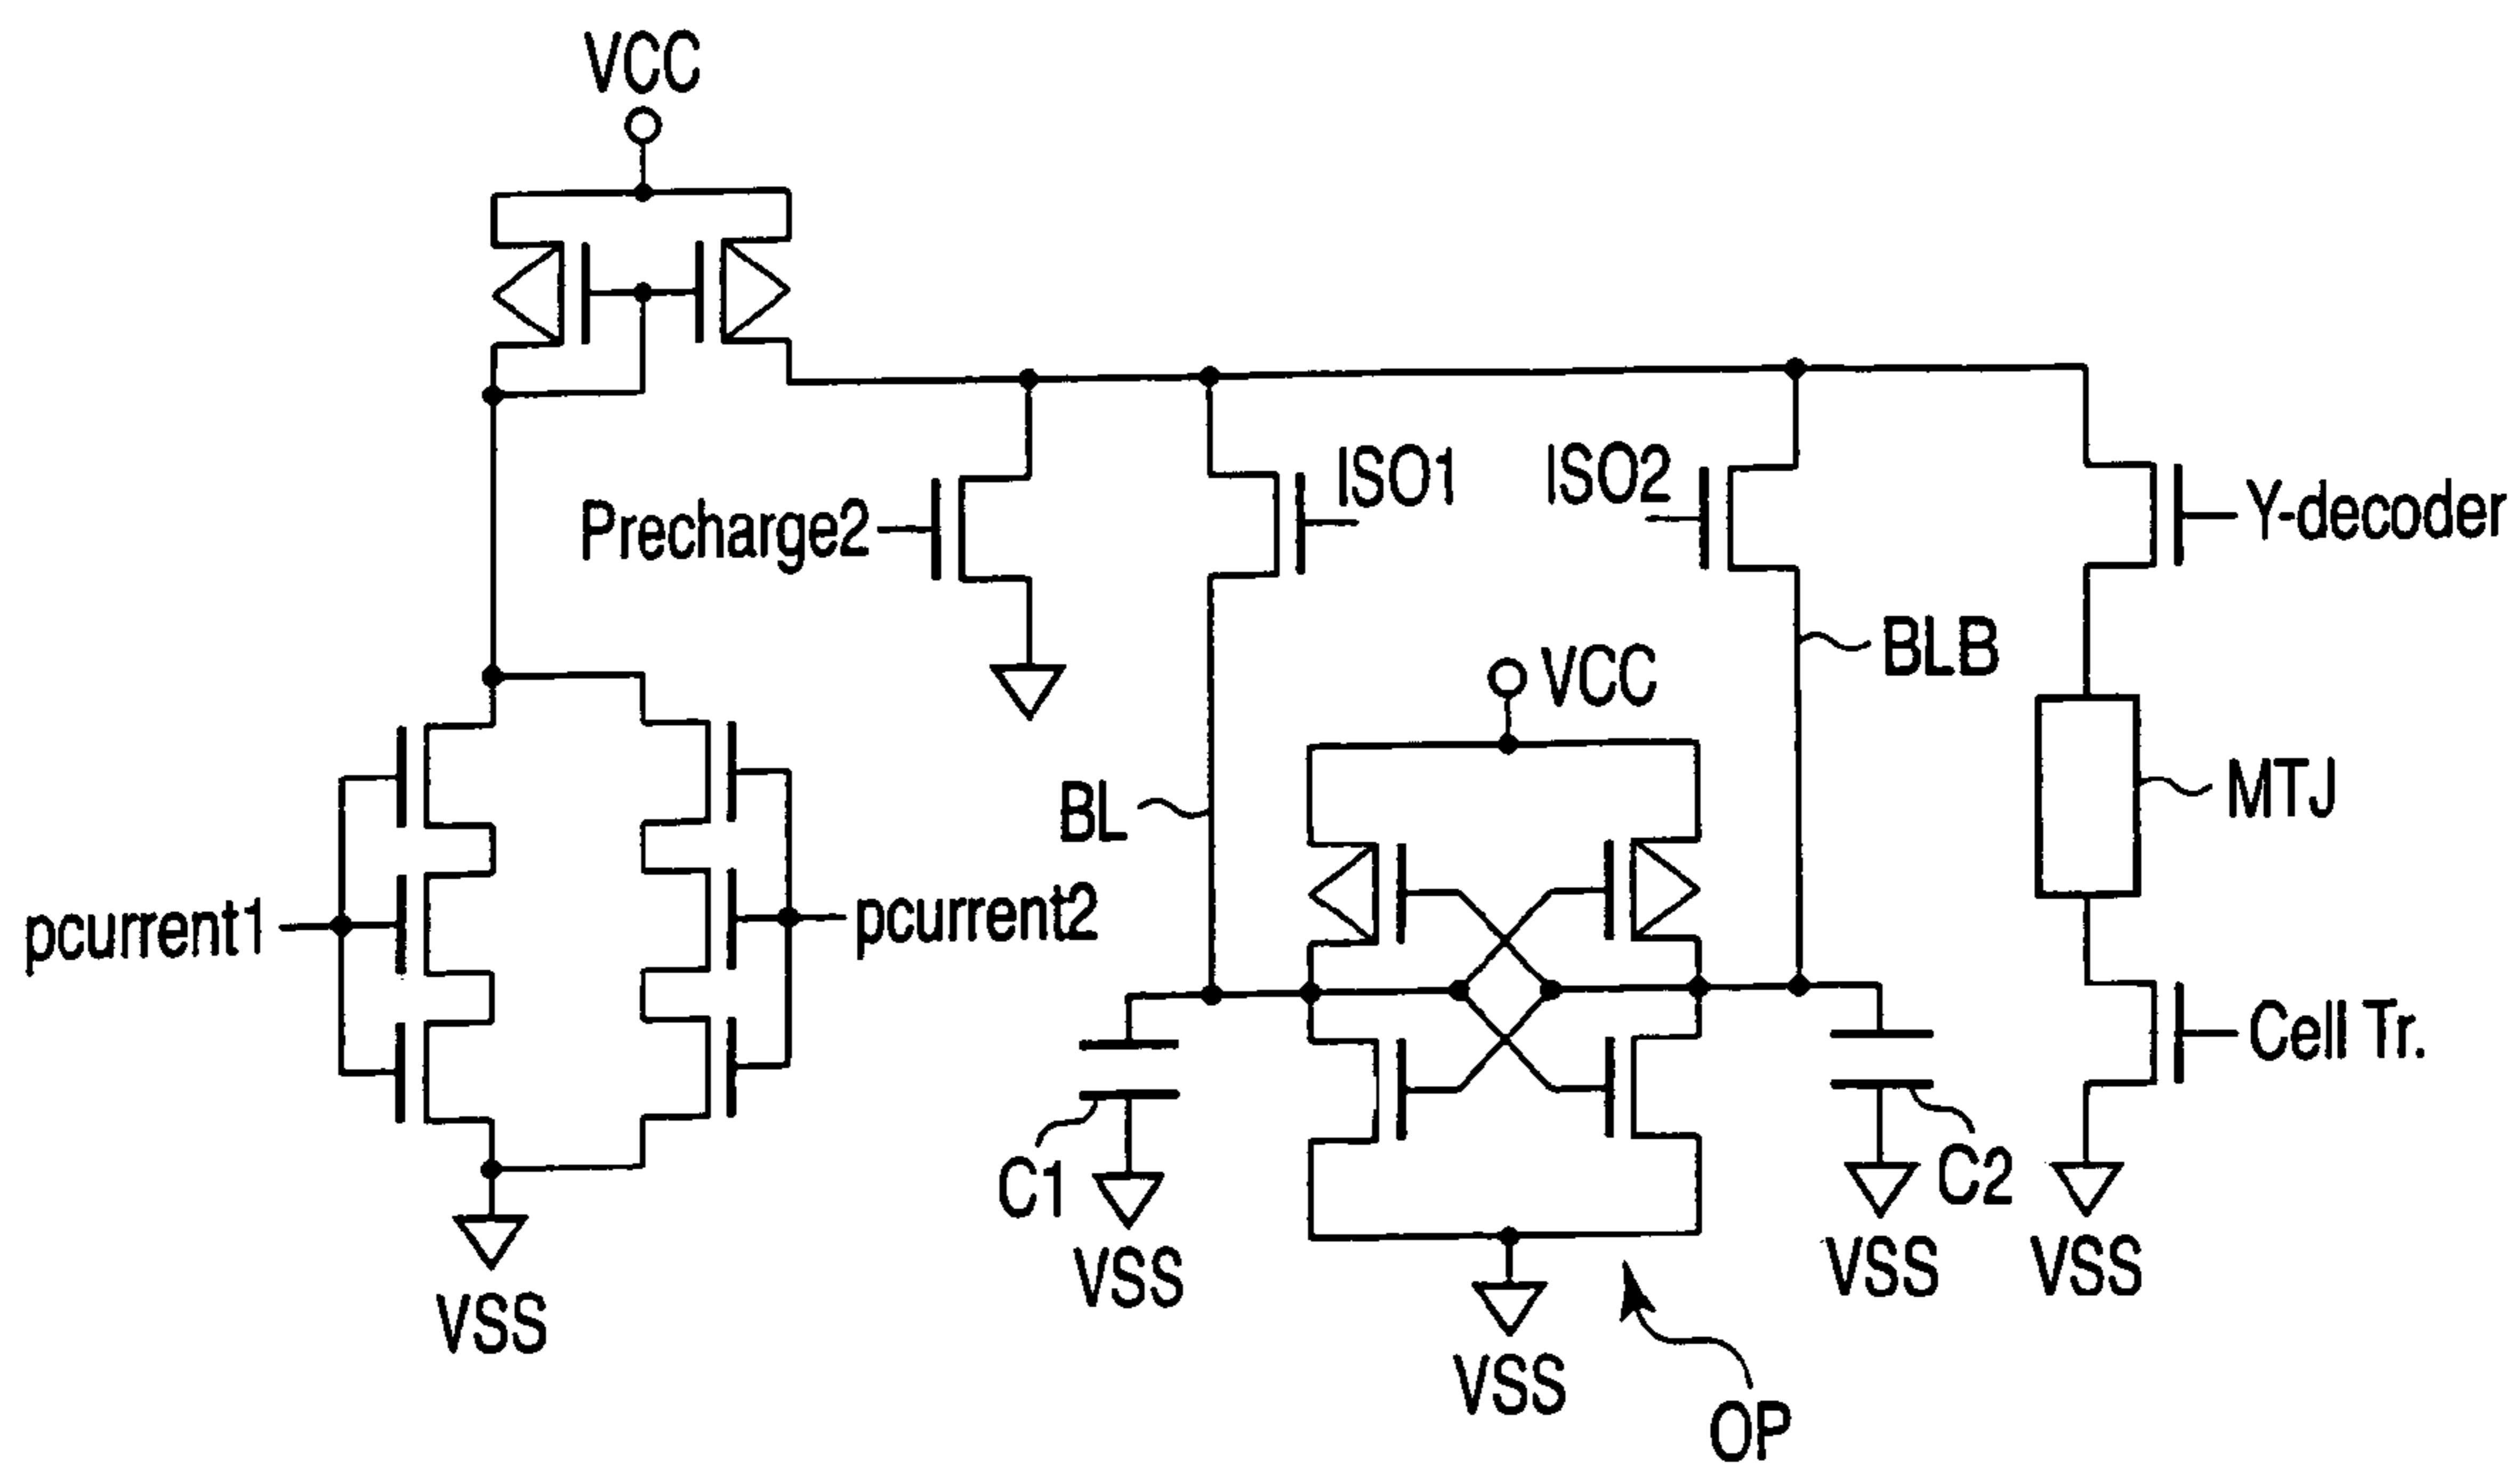 VCC
ISO1
ISO2
Precharge2
Y-decoder
BLB
VCC
MTJ
BL
pcurrent1
pcurrent2
Cell Tr.
C1
C2
VSS
VSS
VSS
VSS
VSS
OP